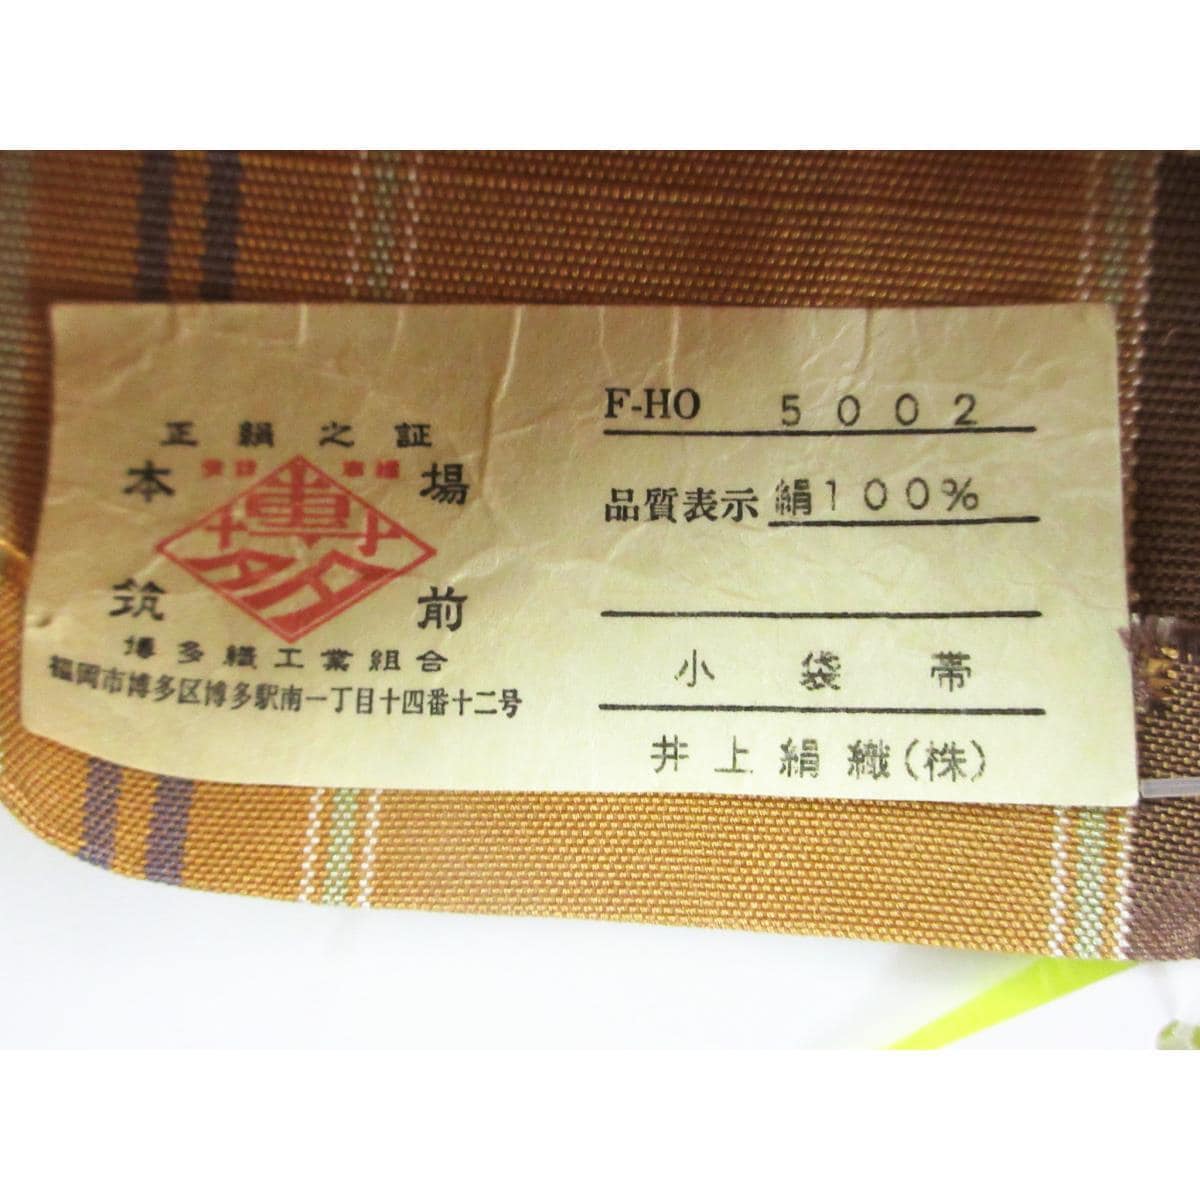 正絹之証
本場
博多
筑前
博多織工業組合
福岡市博多区博多駅南一丁目十四番十二号
F-HO 5002
品質表示 絹100%
小袋帯
井上絹織(株)